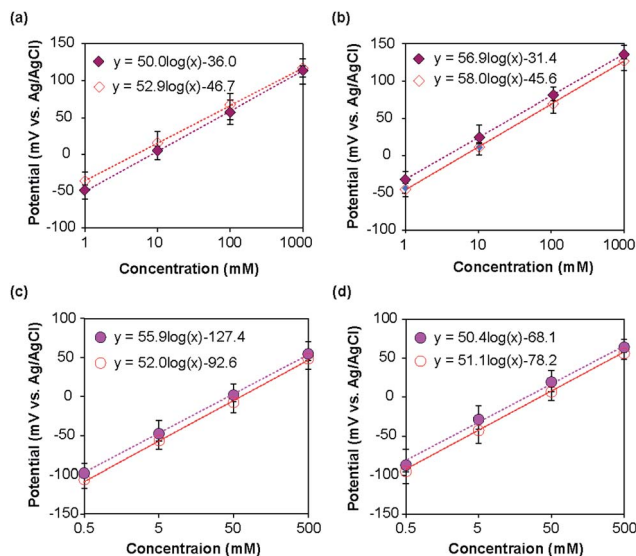 (a)
150
100
50
0
-50
-100
y = 50.0log(x)-36.0
y = 52.9log(x)-46.7
1 10 100 1000
Potential (mV vs. Ag/AgCl)
Concentration (mM)
(b)
150
100
50
0
-50
-100
y = 56.9log(x)-31.4
y = 58.0log(x)-45.6
1 10 100 1000
Potential (mV vs. Ag/AgCl)
Concentration (mM)
(c)
100
50
0
-50
-100
-150
y = 55.9log(x)-127.4
y = 52.0log(x)-92.6
0.5 5 50 500
Potential (mV vs. Ag/AgCl)
Concentraion (mM)
(d)
100
50
0
-50
-100
-150
y = 50.4log(x)-68.1
y = 51.1log(x)-78.2
0.5 5 50 500
Potential (mV vs. Ag/AgCl)
Concentraion (mM)